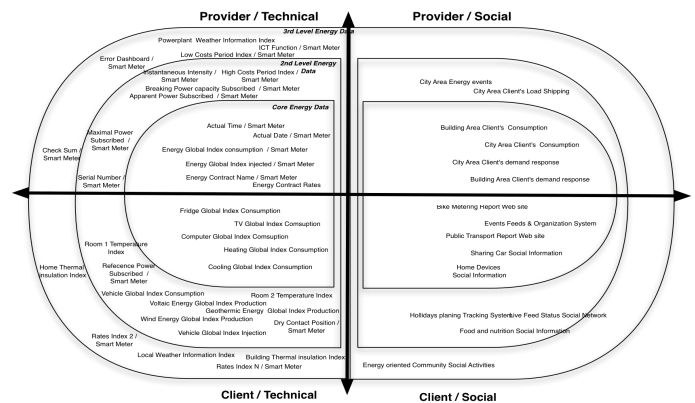 Provider / Technical
Provider / Social
3rd Level Energy Data
Powerplant Weather Information Index
ICT Function / Smart Meter
Low Costs Period Index / Smart Meter
Error Dashboard /
Smart Meter
2nd Level Energy
Data
Instantaneous Intensity /
Smart Meter
High Costs Period Index /
Smart Meter
Breaking Power capacity Subscribed / Smart Meter
Apparent Power Subscribed / Smart Meter
Core Energy Data
Actual Time / Smart Meter
Actual Date / Smart Meter
Maximal Power
Subscribed /
Smart Meter
Check Sum /
Smart Meter
Energy Global Index consumption / Smart Meter
Energy Global Index injected / Smart Meter
Serial Number /
Smart Meter
Energy Contract Name / Smart Meter
Energy Contract Rates
City Area Energy events
City Area Client's Load Shipping
Building Area Client's Consumption
City Area Client's Consumption
City Area Client's demand response
Building Area Client's demand response
Fridge Global Index Consumption
TV Global Index Comsuption
Computer Global Index Comsuption
Heating Global Index Consumption
Cooling Global Index Consumption
Room 1 Temperature
Index
Home Thermal
insulation Index
Refecence Power
Subscribed /
Smart Meter
Vehicle Global Index Consumption
Room 2 Temperature Index
Voltaic Energy Global Index Production
Geothermic Energy Global Index Production
Wind Energy Global Index Production
Dry Contact Position /
Smart Meter
Vehicle Global Index Injection
Rates Index 2 /
Smart Meter
Local Weather Information Index
Building Thermal insulation Index
Rates Index N / Smart Meter
Bike Metering Report Web site
Events Feeds & Organization System
Public Transport Report Web site
Sharing Car Social Information
Home Devices
Social Information
Hollidays planing Tracking System
Live Feed Status Social Network
Food and nutrition Social Information
Energy oriented Community Social Activities
Client / Technical
Client / Social